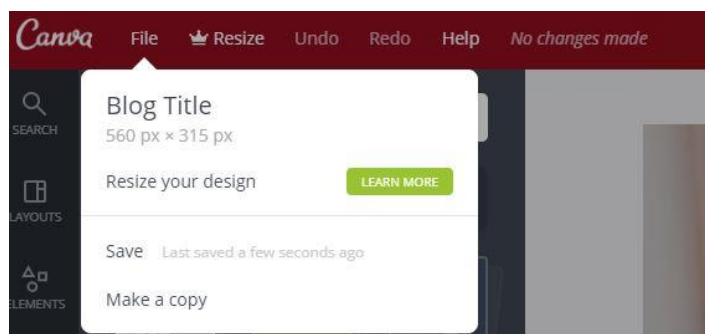 Canva File Resize Undo Redo Help No changes made
SEARCH
LAYOUTS
ELEMENTS
Blog Title
560 px × 315 px
Resize your design LEARN MORE
Save Last saved a few seconds ago
Make a copy